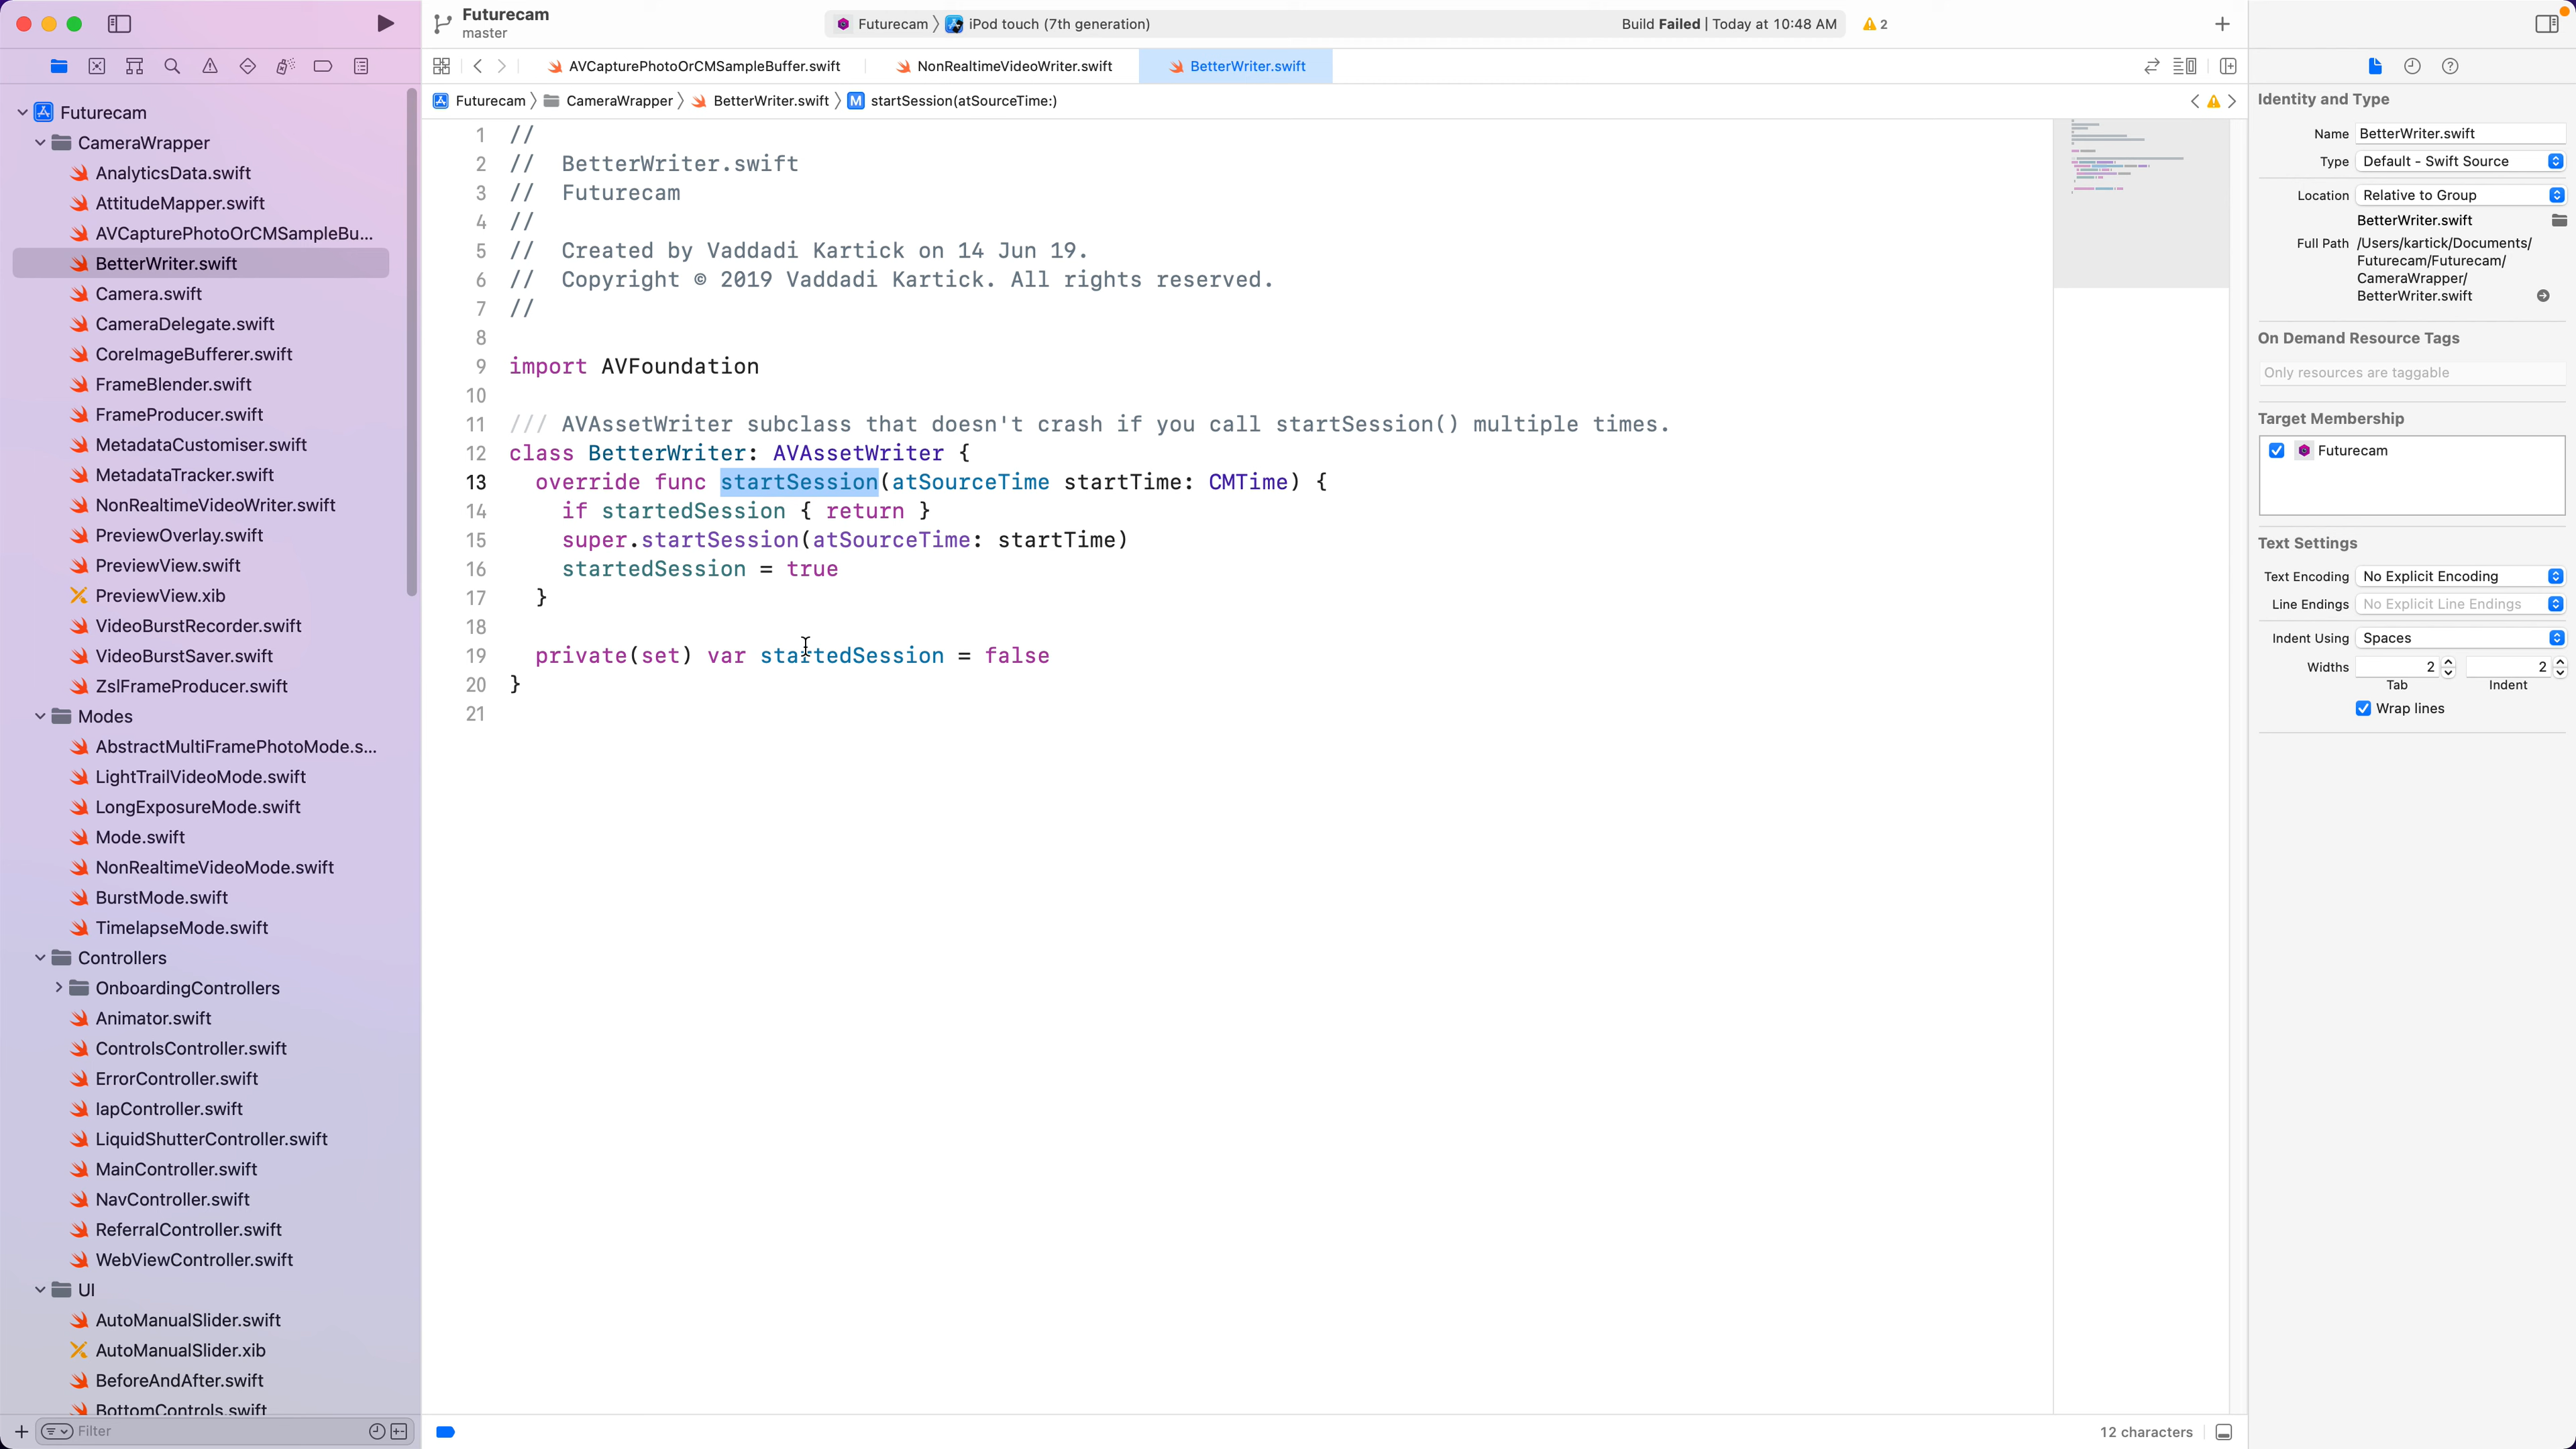 Futurecam
master
Futurecam 〉 iPod touch (7th generation)
Build Failed | Today at 10:48 AM
2
AVCapturePhotoOrCMSampleBuffer.swift
NonRealtimeVideoWriter.swift
BetterWriter.swift
Futurecam 〉 CameraWrapper 〉 BetterWriter.swift 〉 M startSession(atSourceTime:)
Futurecam
CameraWrapper
AnalyticsData.swift
AttitudeMapper.swift
AVCapturePhotoOrCMSampleBu...
BetterWriter.swift
Camera.swift
CameraDelegate.swift
CoreImageBufferer.swift
FrameBlender.swift
FrameProducer.swift
MetadataCustomiser.swift
MetadataTracker.swift
NonRealtimeVideoWriter.swift
PreviewOverlay.swift
PreviewView.swift
PreviewView.xib
VideoBurstRecorder.swift
VideoBurstSaver.swift
ZslFrameProducer.swift
Modes
AbstractMultiFramePhotoMode.s...
LightTrailVideoMode.swift
LongExposureMode.swift
Mode.swift
NonRealtimeVideoMode.swift
BurstMode.swift
TimelapseMode.swift
Controllers
OnboardingControllers
Animator.swift
ControlsController.swift
ErrorController.swift
IapController.swift
LiquidShutterController.swift
MainController.swift
NavController.swift
ReferralController.swift
WebViewController.swift
UI
AutoManualSlider.swift
AutoManualSlider.xib
BeforeAndAfter.swift
BottomControls.swift
Filter
1 //
2 //  BetterWriter.swift
3 //  Futurecam
4 //
5 //  Created by Vaddadi Kartick on 14 Jun 19.
6 //  Copyright © 2019 Vaddadi Kartick. All rights reserved.
7 //
8
9 import AVFoundation
10
11 /// AVAssetWriter subclass that doesn't crash if you call startSession() multiple times.
12 class BetterWriter: AVAssetWriter {
13   override func startSession(atSourceTime startTime: CMTime) {
14     if startedSession { return }
15     super.startSession(atSourceTime: startTime)
16     startedSession = true
17   }
18
19   private(set) var startedSession = false
20 }
21
12 characters
Identity and Type
Name BetterWriter.swift
Type Default - Swift Source
Location Relative to Group
BetterWriter.swift
Full Path /Users/kartick/Documents/
Futurecam/Futurecam/
CameraWrapper/
BetterWriter.swift
On Demand Resource Tags
Only resources are taggable
Target Membership
Futurecam
Text Settings
Text Encoding No Explicit Encoding
Line Endings No Explicit Line Endings
Indent Using Spaces
Widths 2 2
Tab Indent
Wrap lines